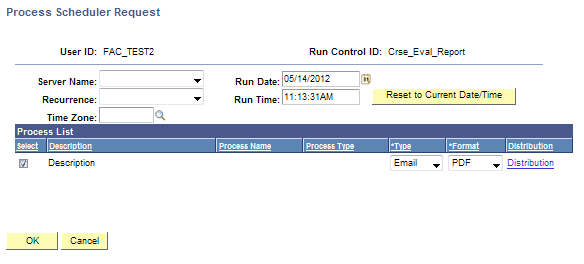 Process Scheduler Request
User ID: FAC_TEST2 Run Control ID: Crse_Eval_Report
Server Name: Run Date: 05/14/2012
Recurrence: Run Time: 11:13:31AM Reset to Current Date/Time
Time Zone:
Process List
Select Description Process Name Process Type *Type *Format Distribution
Description Email PDF Distribution
OK Cancel